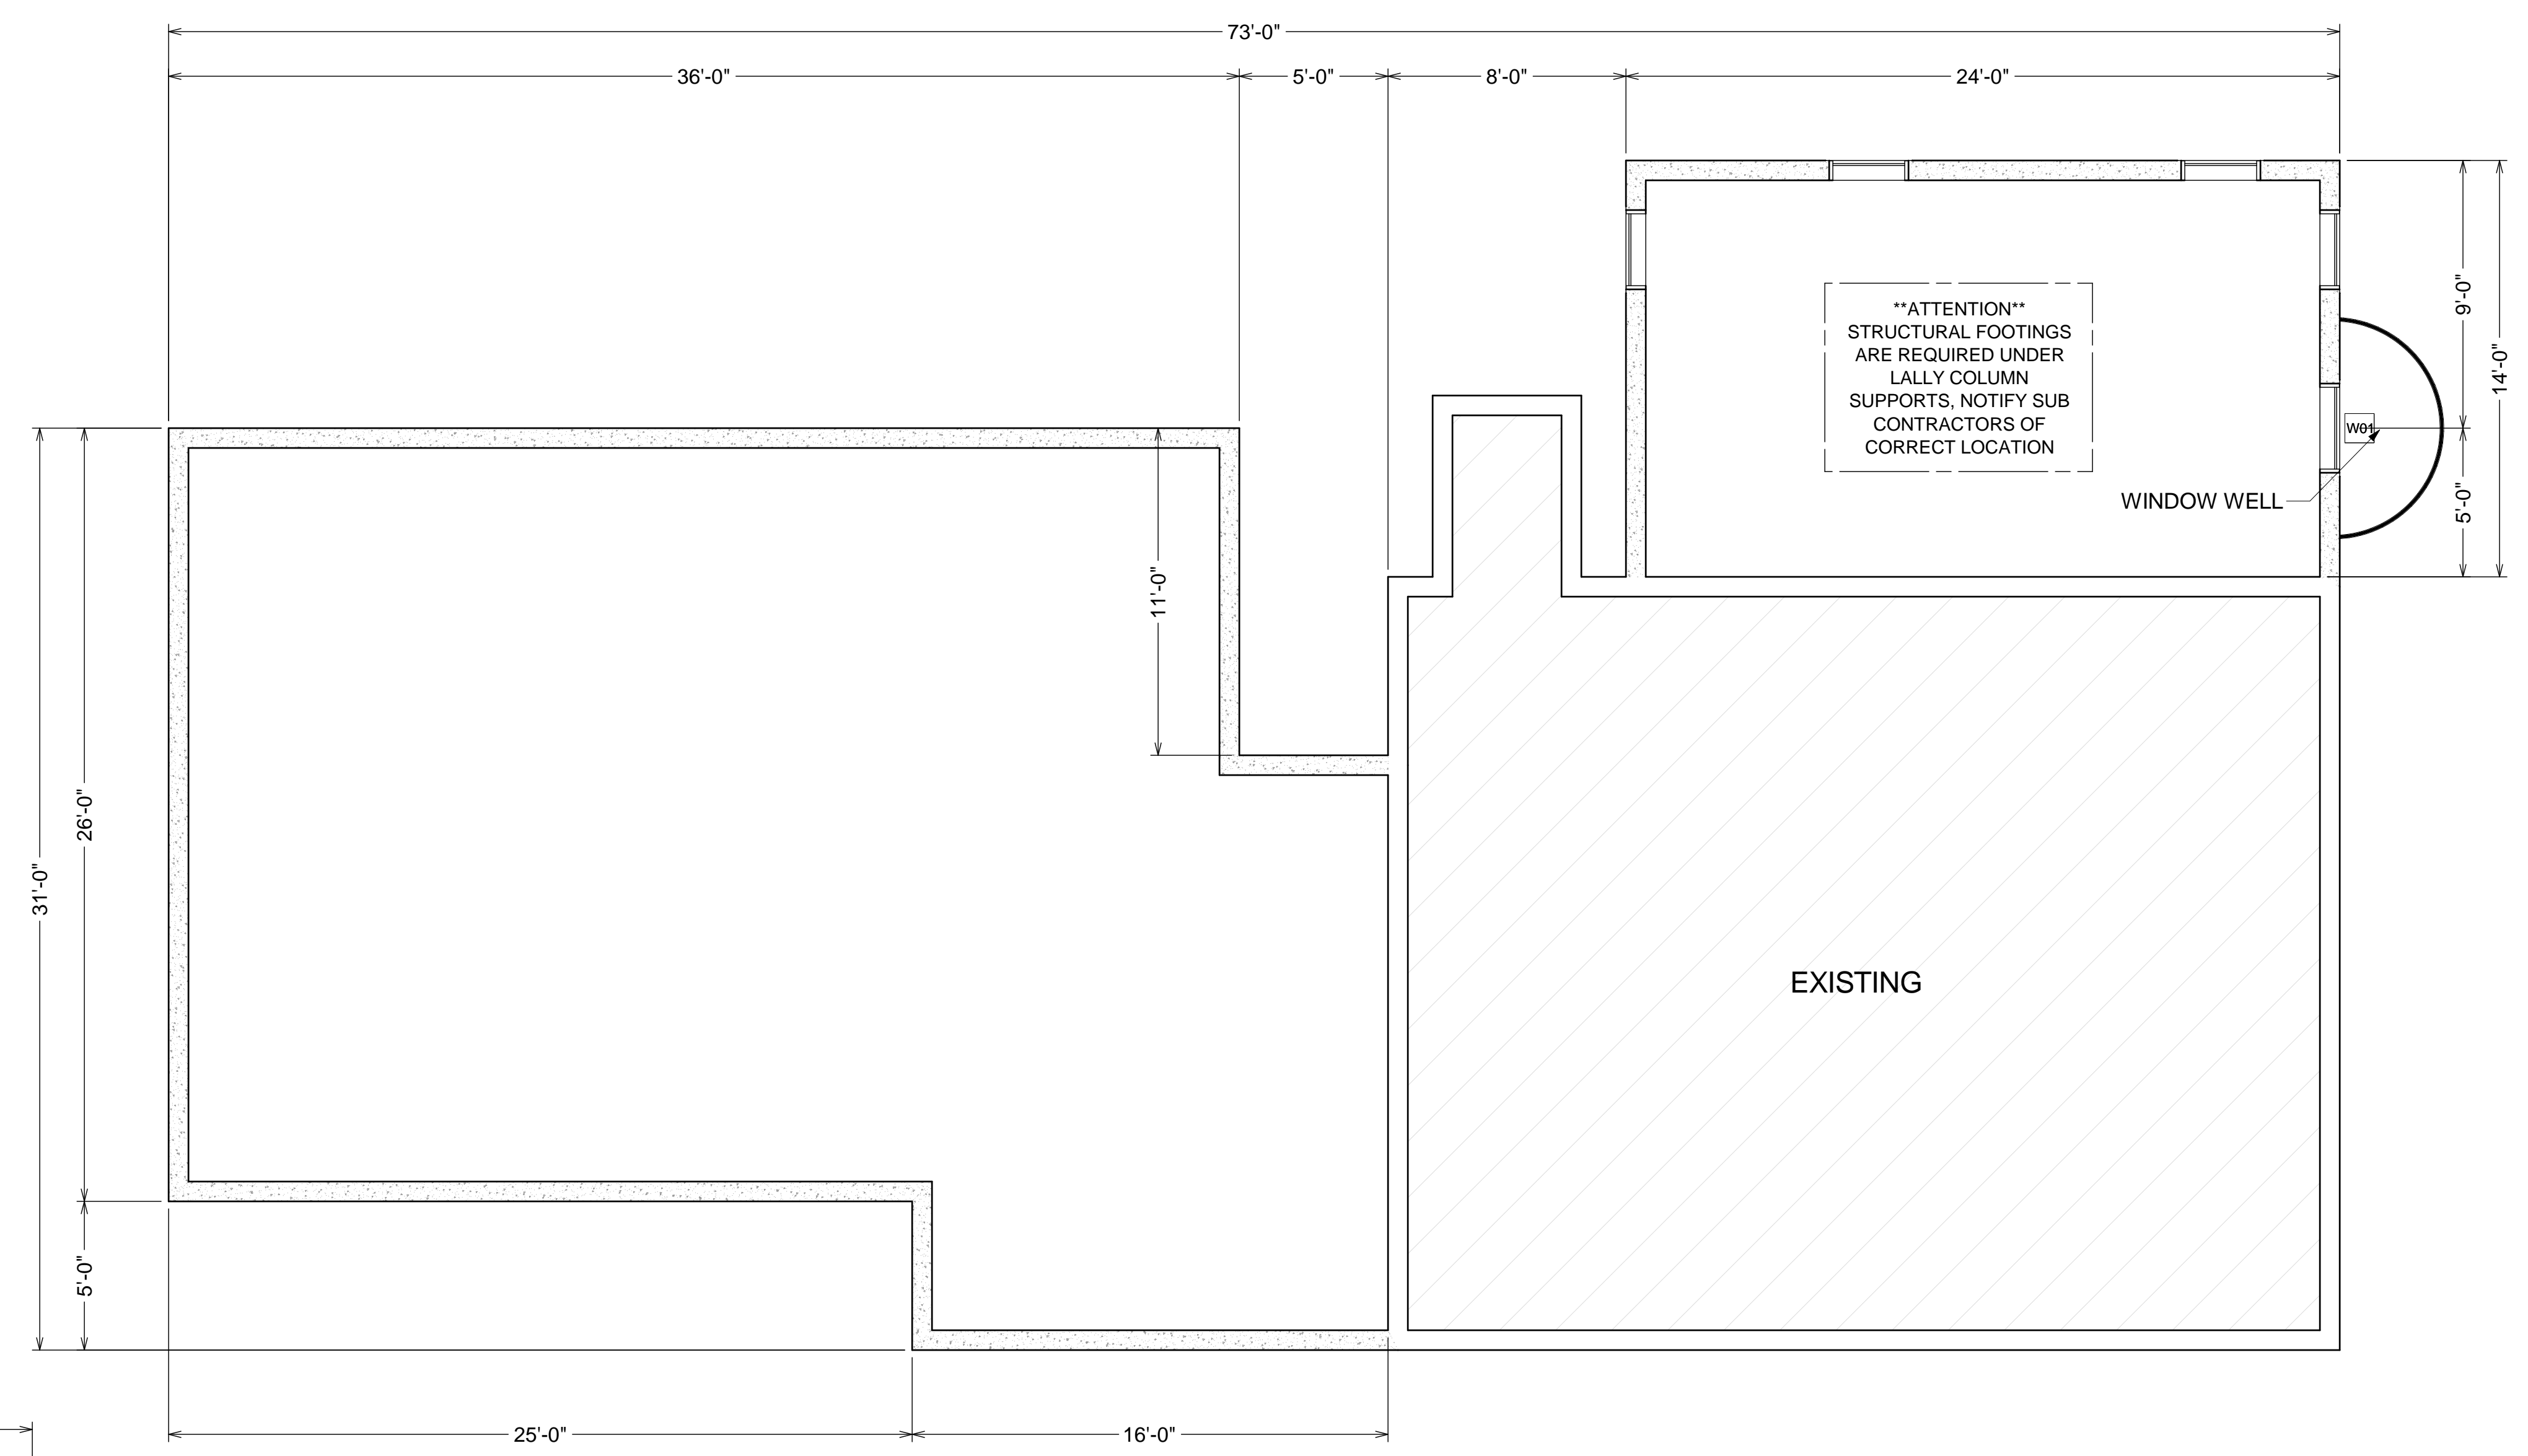 73'-0"
36'-0"
5'-0"
8'-0"
24'-0"
**ATTENTION**
STRUCTURAL FOOTINGS
ARE REQUIRED UNDER
LALLY COLUMN
SUPPORTS, NOTIFY SUB
CONTRACTORS OF
CORRECT LOCATION
9'-0"
14'-0"
W01
WINDOW WELL
5'-0"
11'-0"
26'-0"
31'-0"
EXISTING
5'-0"
25'-0"
16'-0"